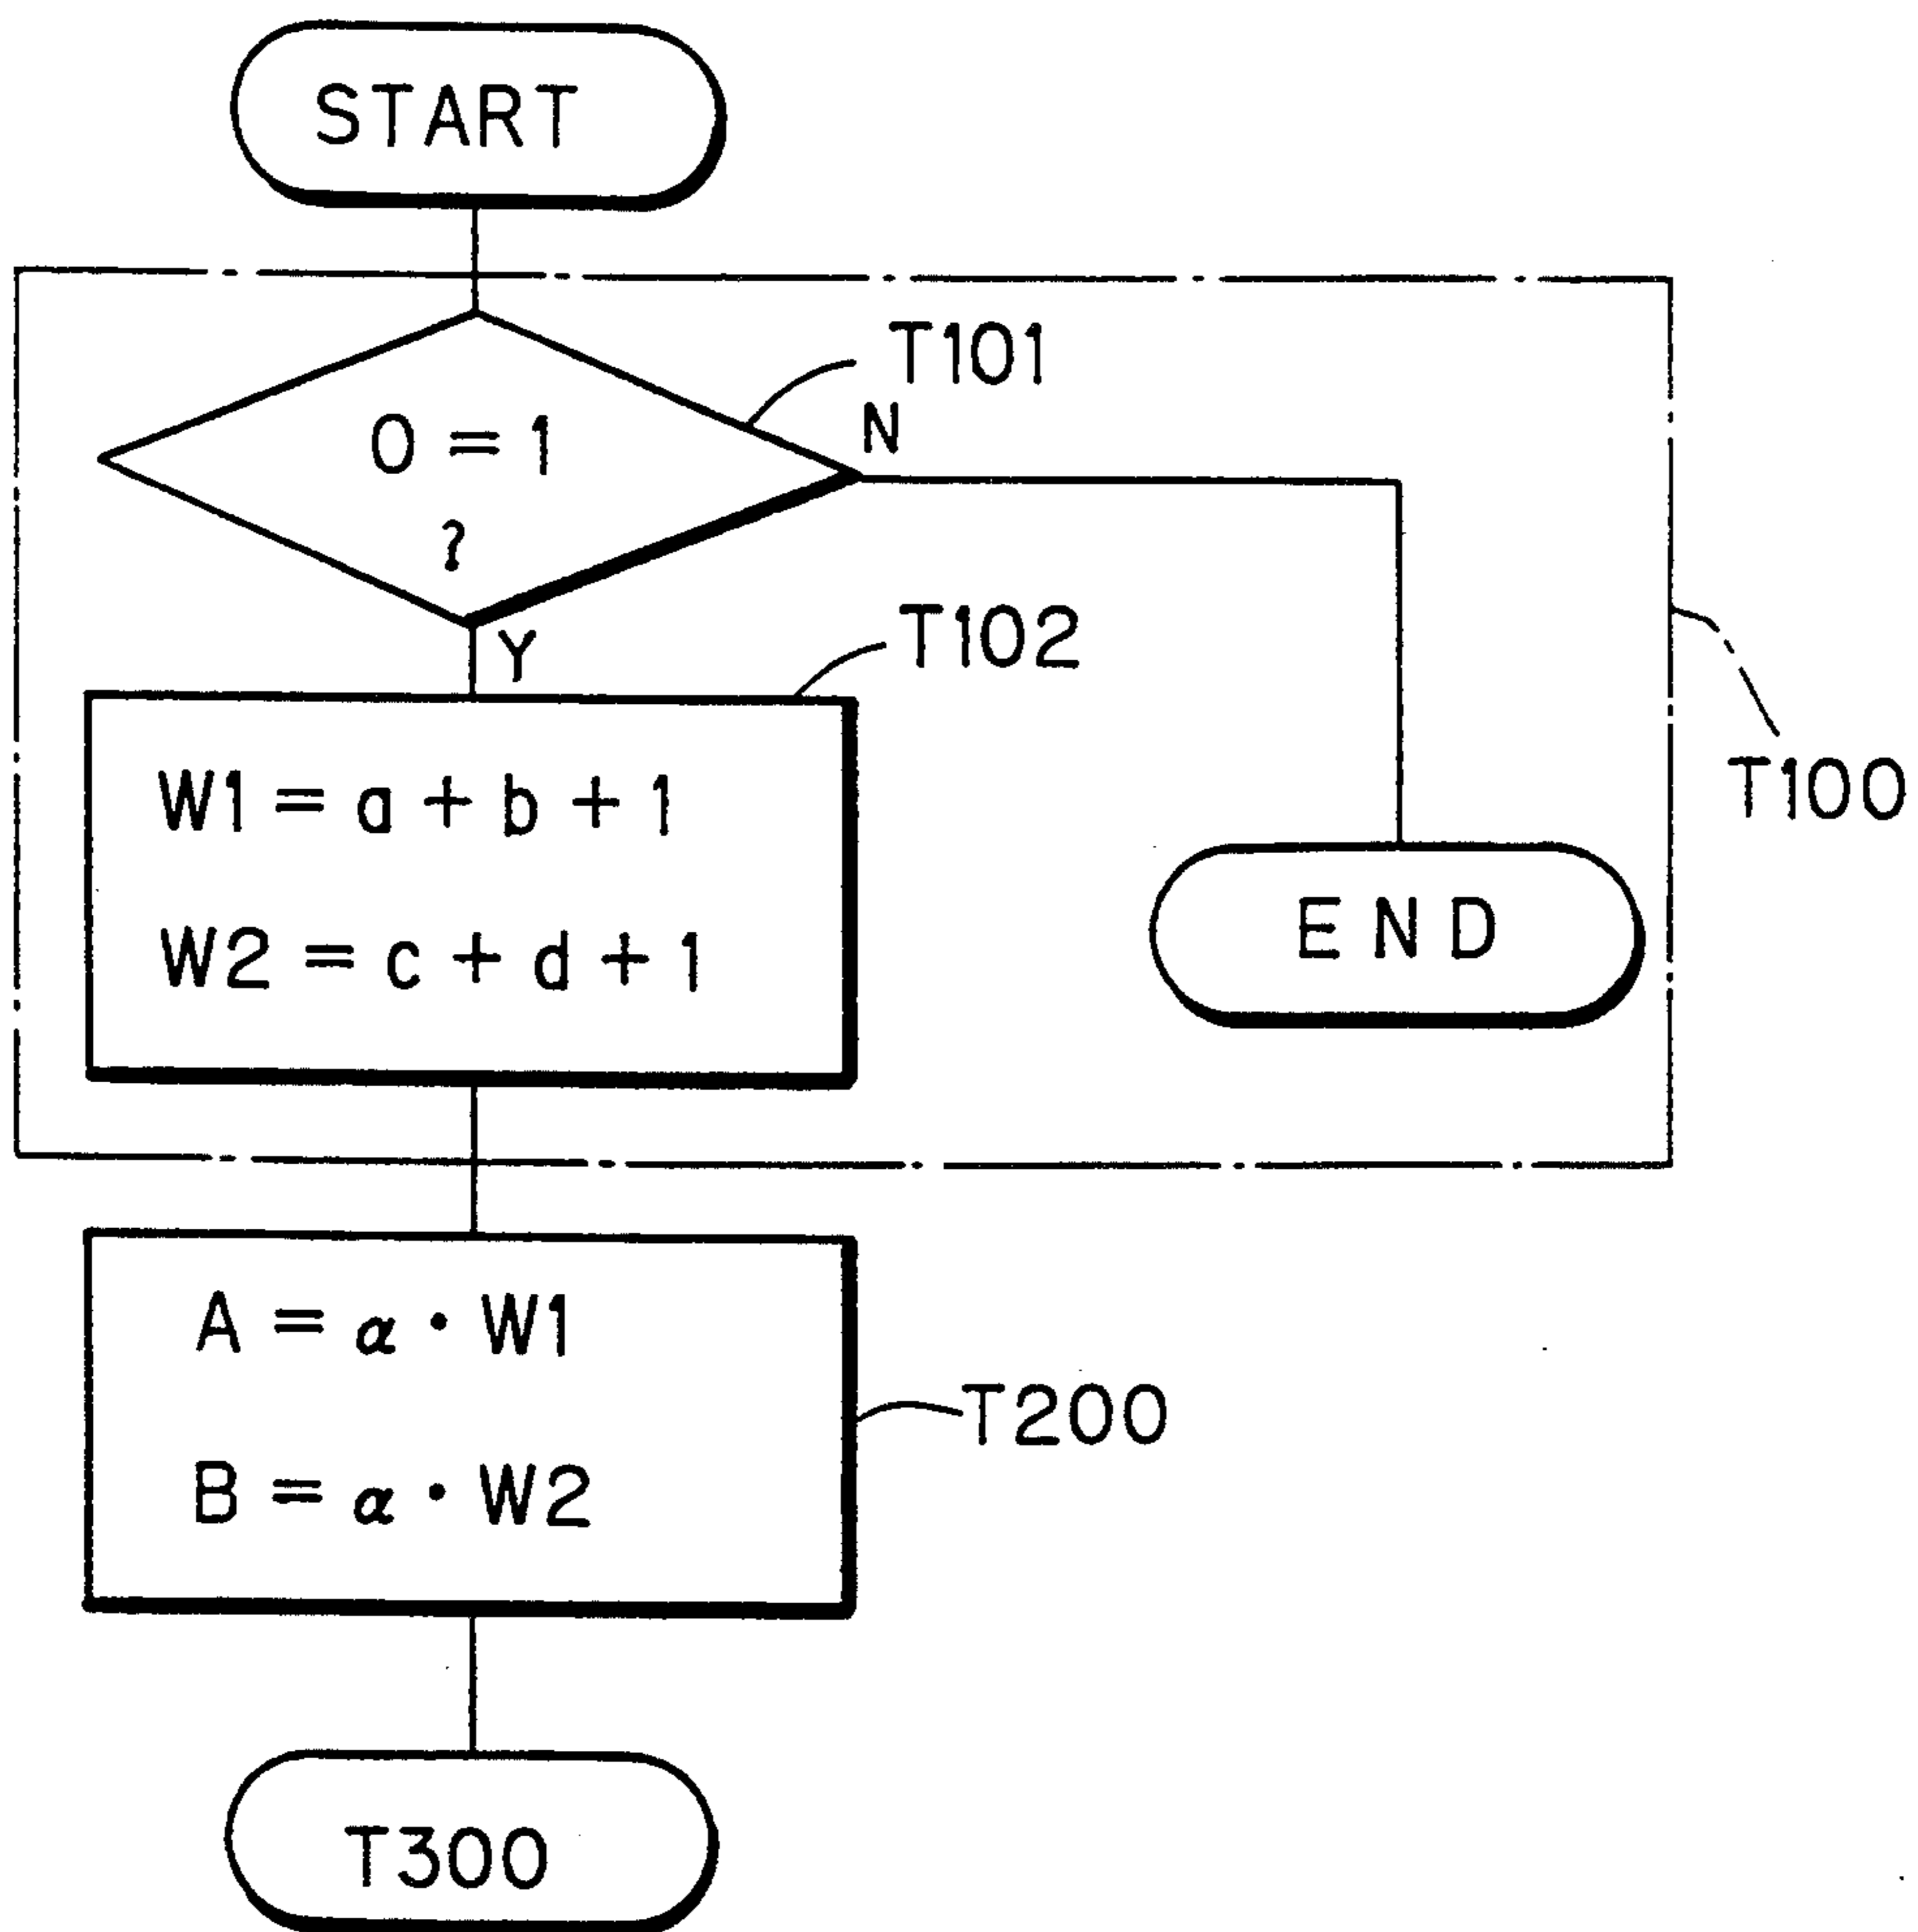 START
T101
O = 1
?
N
Y
T102
W1 = a + b + 1
W2 = c + d + 1
END
T100
A = α · W1
B = α · W2
T200
T300